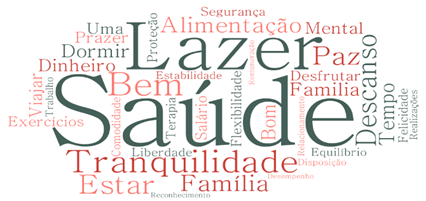 Segurança
Uma
Lazer
Proteção
Alimentação
Mental
Prazer
Dormir
Paz
Dinheiro
Estabilidade
Remuneração
Desfrutar
Descanso
Viajar
Trabalho
Bem
Família
Saúde
Exercícios
Comodidade
Terapia
Salário
Flexibilidade
Bom
Relacionamento
Tempo
Felicidade
Realizações
Tranquilidade
Liberdade
Equilíbrio
Disposição
Estar
Família
Desempenho
Reconhecimento